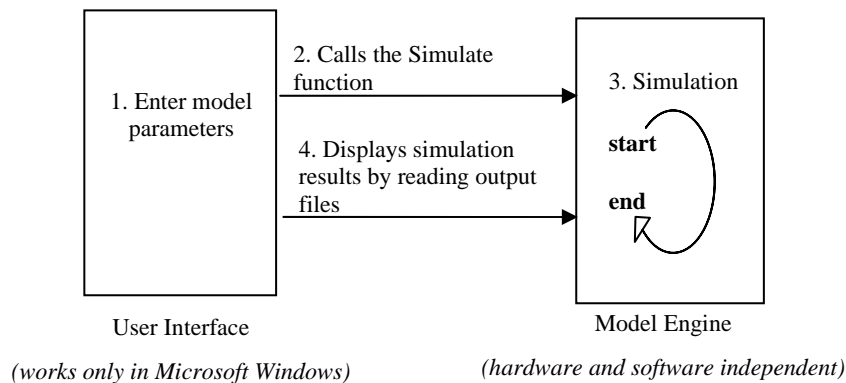 1. Enter model
parameters
2. Calls the Simulate
function
4. Displays simulation
results by reading output
files
3. Simulation
start
end
User Interface
(works only in Microsoft Windows)
Model Engine
(hardware and software independent)